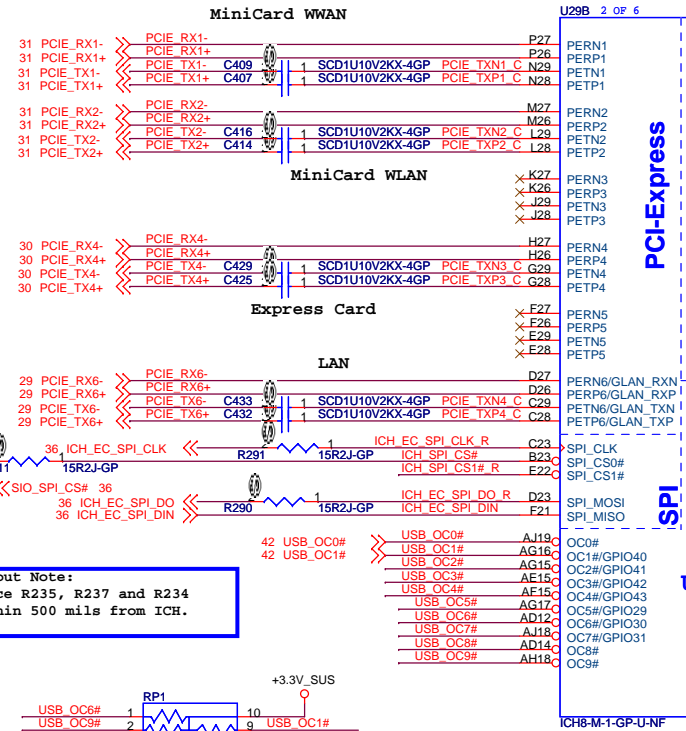 MiniCard WWAN
U29B 2 OF 6
31 PCIE_RX1- PCIE_RX1- P27 PERN1
31 PCIE_RX1+ PCIE_RX1+ P26 PERP1
31 PCIE_TX1- PCIE_TX1- C409 1 SCD1U10V2KX-4GP PCIE_TXN1_C N29 PETN1
31 PCIE_TX1+ PCIE_TX1+ C407 1 SCD1U10V2KX-4GP PCIE_TXP1_C N28 PETP1
31 PCIE_RX2- PCIE_RX2- M27 PERN2
31 PCIE_RX2+ PCIE_RX2+ M26 PERP2
31 PCIE_TX2- PCIE_TX2- C416 1 SCD1U10V2KX-4GP PCIE_TXN2_C L29 PETN2
31 PCIE_TX2+ PCIE_TX2+ C414 1 SCD1U10V2KX-4GP PCIE_TXP2_C L28 PETP2
MiniCard WLAN
K27 PERN3
K26 PERP3
J29 PETN3
J28 PETP3
PCI-Express
30 PCIE_RX4- PCIE_RX4- H27 PERN4
30 PCIE_RX4+ PCIE_RX4+ H26 PERP4
30 PCIE_TX4- PCIE_TX4- C429 1 SCD1U10V2KX-4GP PCIE_TXN3_C G29 PETN4
30 PCIE_TX4+ PCIE_TX4+ C425 1 SCD1U10V2KX-4GP PCIE_TXP3_C G28 PETP4
Express Card
F27 PERN5
F26 PERP5
E29 PETN5
E28 PETP5
LAN
29 PCIE_RX6- PCIE_RX6- D27 PERN6/GLAN_RXN
29 PCIE_RX6+ PCIE_RX6+ D26 PERP6/GLAN_RXP
29 PCIE_TX6- PCIE_TX6- C433 1 SCD1U10V2KX-4GP PCIE_TXN4_C C29 PETN6/GLAN_TXN
29 PCIE_TX6+ PCIE_TX6+ C432 1 SCD1U10V2KX-4GP PCIE_TXP4_C C28 PETP6/GLAN_TXP
36 ICH_EC_SPI_CLK R291 1 15R2J-GP ICH_EC_SPI_CLK_R C23 SPI_CLK
11 1 15R2J-GP ICH_SPI_CS# B23 SPI_CS0#
ICH_SPI_CS1#_R E22 SPI_CS1#
SIO_SPI_CS# 36
36 ICH_EC_SPI_DO R290 1 15R2J-GP ICH_EC_SPI_DO_R D23 SPI_MOSI
36 ICH_EC_SPI_DIN ICH_EC_SPI_DIN F21 SPI_MISO
SPI
42 USB_OC0# USB_OC0# AJ19 OC0#
42 USB_OC1# USB_OC1# AG16 OC1#/GPIO40
USB_OC2# AG15 OC2#/GPIO41
USB_OC3# AE15 OC3#/GPIO42
USB_OC4# AF15 OC4#/GPIO43
USB_OC5# AG17 OC5#/GPIO29
USB_OC6# AD12 OC6#/GPIO30
USB_OC7# AJ18 OC7#/GPIO31
USB_OC8# AD14 OC8#
USB_OC9# AH18 OC9#
out Note:
ce R235, R237 and R234
hin 500 mils from ICH.
+3.3V_SUS
RP1
USB_OC6# 1 10
USB_OC9# 2 9 USB_OC1#
ICH8-M-1-GP-U-NF